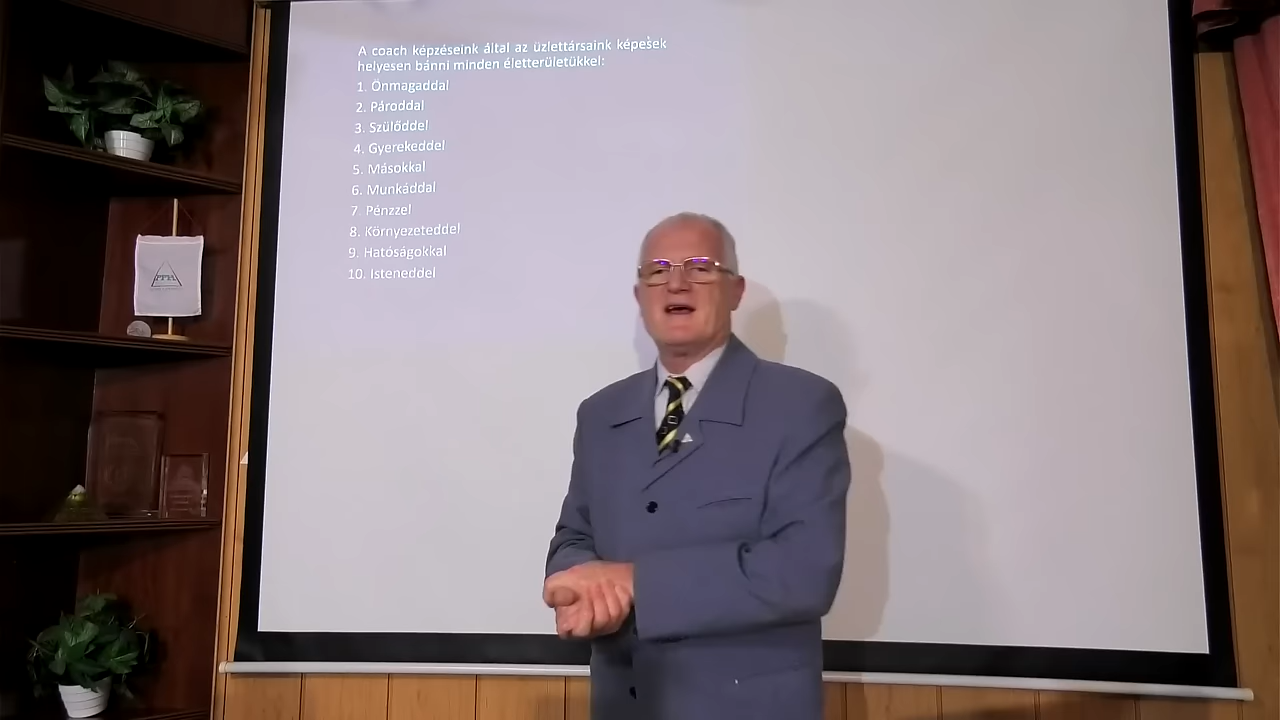 A coach képzéseink által az üzlettársaink képesek
helyesen bánni minden életterületükkel:
1. Önmagaddal
2. Pároddal
3. Szülőddel
4. Gyerekeddel
5. Másokkal
6. Munkáddal
7. Pénzzel
8. Környezeteddel
9. Hatóságokkal
10. Isteneddel